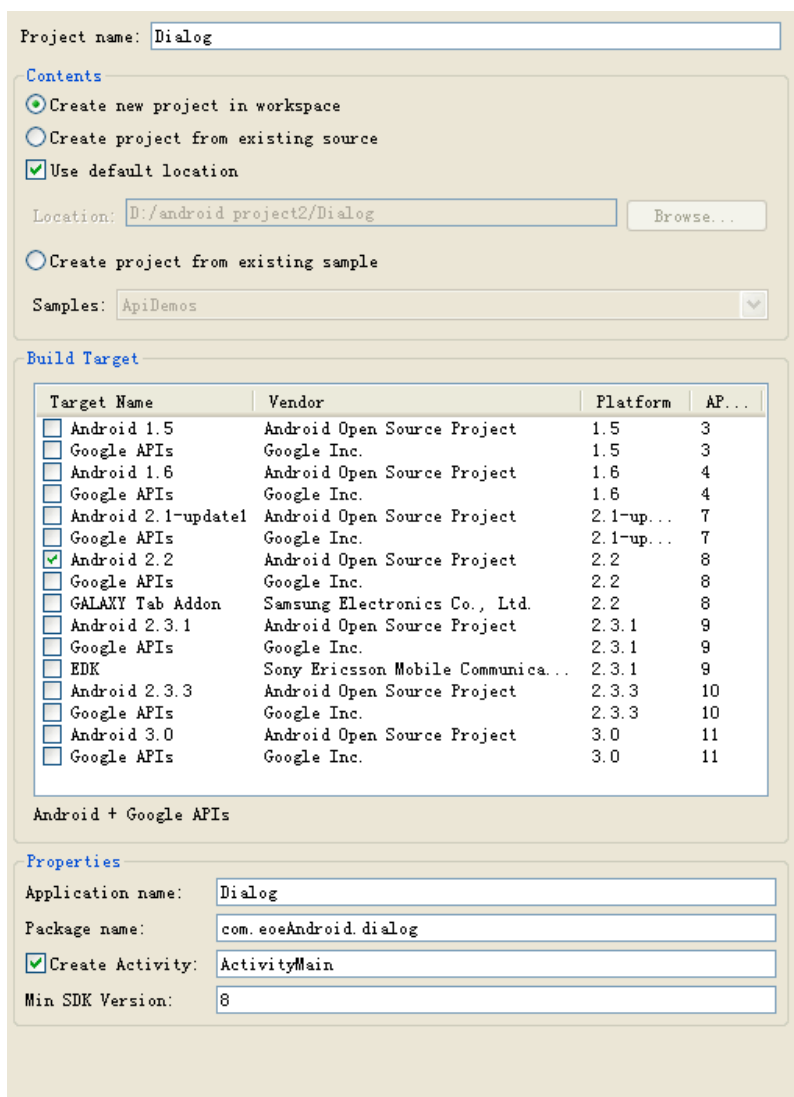 Project name: Dialog
Contents
Create new project in workspace
Create project from existing source
Use default location
Location: D:/android project2/Dialog Browse...
Create project from existing sample
Samples: ApiDemos
Build Target
Target Name Vendor Platform AP...
Android 1.5 Android Open Source Project 1.5 3
Google APIs Google Inc. 1.5 3
Android 1.6 Android Open Source Project 1.6 4
Google APIs Google Inc. 1.6 4
Android 2.1-update1 Android Open Source Project 2.1-up... 7
Google APIs Google Inc. 2.1-up... 7
Android 2.2 Android Open Source Project 2.2 8
Google APIs Google Inc. 2.2 8
GALAXY Tab Addon Samsung Electronics Co., Ltd. 2.2 8
Android 2.3.1 Android Open Source Project 2.3.1 9
Google APIs Google Inc. 2.3.1 9
EDK Sony Ericsson Mobile Communica... 2.3.1 9
Android 2.3.3 Android Open Source Project 2.3.3 10
Google APIs Google Inc. 2.3.3 10
Android 3.0 Android Open Source Project 3.0 11
Google APIs Google Inc. 3.0 11
Android + Google APIs
Properties
Application name: Dialog
Package name: com.eoeAndroid.dialog
Create Activity: ActivityMain
Min SDK Version: 8